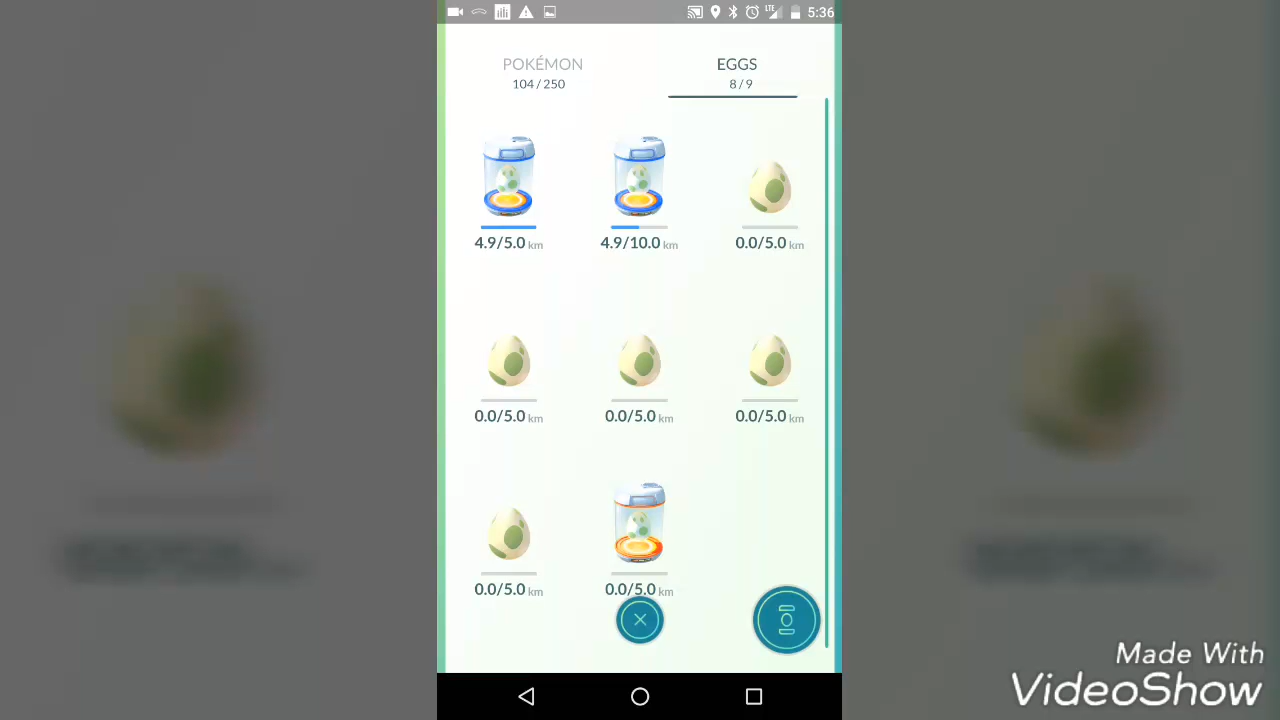 LTE 5:36
POKÉMON EGGS
104 / 250 8 / 9
4.9/5.0 km 4.9/10.0 km 0.0/5.0 km
0.0/5.0 km 0.0/5.0 km 0.0/5.0 km
0.0/5.0 km 0.0/5.0 km
Made With
VideoShow